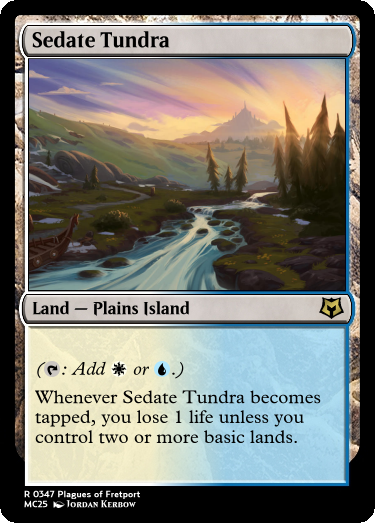 Sedate Tundra
Land — Plains Island
(T: Add or .)
Whenever Sedate Tundra becomes
tapped, you lose 1 life unless you
control two or more basic lands.
R 0347 Plagues of Fretport
MC25 Jordan Kerbow